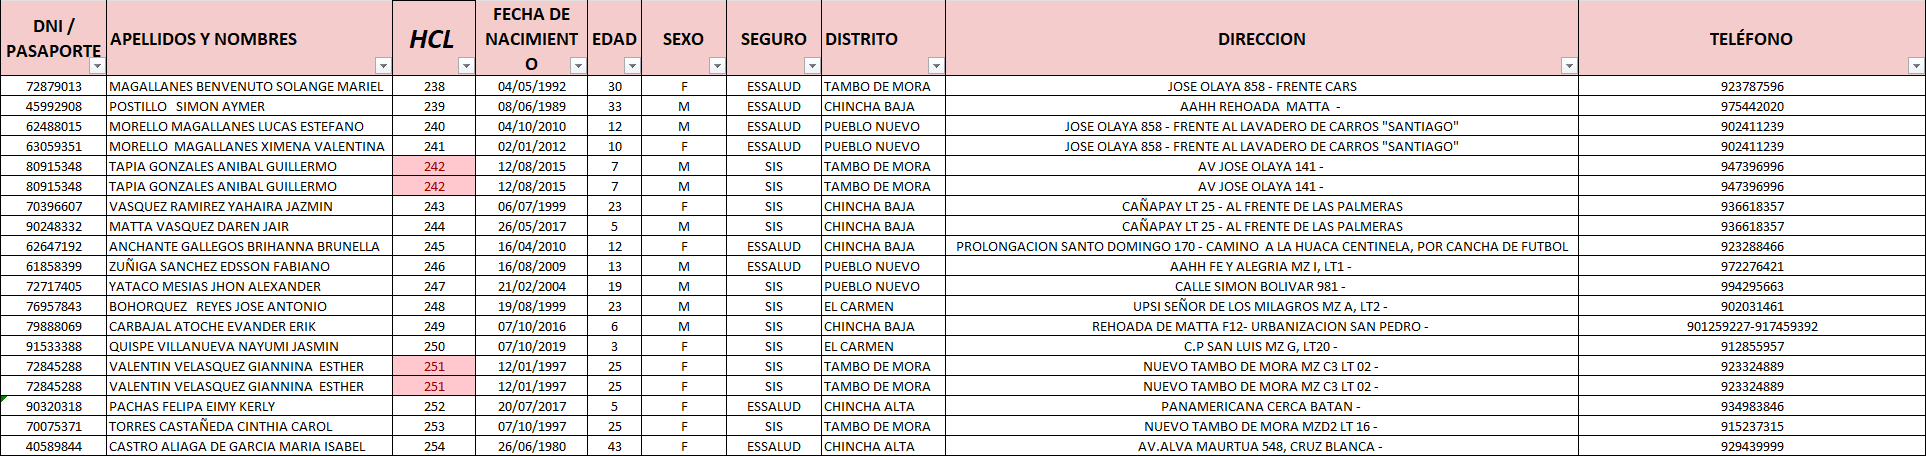 DNI / PASAPORTE APELLIDOS Y NOMBRES HCL FECHA DE NACIMIENTO EDAD SEXO SEGURO DISTRITO DIRECCION TELÉFONO
72879013 MAGALLANES BENVENUTO SOLANGE MARIEL 238 04/05/1992 30 F ESSALUD TAMBO DE MORA JOSE OLAYA 858 - FRENTE CARS 923787596
45992908 POSTILLO SIMON AYMER 239 08/06/1989 33 M ESSALUD CHINCHA BAJA AAHH REHOADA MATTA - 975442020
62488015 MORELLO MAGALLANES LUCAS ESTEFANO 240 04/10/2010 12 M ESSALUD PUEBLO NUEVO JOSE OLAYA 858 - FRENTE AL LAVADERO DE CARROS "SANTIAGO" 902411239
63059351 MORELLO MAGALLANES XIMENA VALENTINA 241 02/01/2012 10 F ESSALUD PUEBLO NUEVO JOSE OLAYA 858 - FRENTE AL LAVADERO DE CARROS "SANTIAGO" 902411239
80915348 TAPIA GONZALES ANIBAL GUILLERMO 242 12/08/2015 7 M SIS TAMBO DE MORA AV JOSE OLAYA 141 - 947396996
80915348 TAPIA GONZALES ANIBAL GUILLERMO 242 12/08/2015 7 M SIS TAMBO DE MORA AV JOSE OLAYA 141 - 947396996
70396607 VASQUEZ RAMIREZ YAHAIRA JAZMIN 243 06/07/1999 23 F SIS CHINCHA BAJA CAÑAPAY LT 25 - AL FRENTE DE LAS PALMERAS 936618357
90248332 MATTA VASQUEZ DAREN JAIR 244 26/05/2017 5 M SIS CHINCHA BAJA CAÑAPAY LT 25 - AL FRENTE DE LAS PALMERAS 936618357
62647192 ANCHANTE GALLEGOS BRIHANNA BRUNELLA 245 16/04/2010 12 F ESSALUD CHINCHA BAJA PROLONGACION SANTO DOMINGO 170 - CAMINO A LA HUACA CENTINELA, POR CANCHA DE FUTBOL 923288466
61858399 ZUÑIGA SANCHEZ EDSSON FABIANO 246 16/08/2009 13 M ESSALUD PUEBLO NUEVO AAHH FE Y ALEGRIA MZ I, LT1 - 972276421
72717405 YATACO MESIAS JHON ALEXANDER 247 21/02/2004 19 M SIS PUEBLO NUEVO CALLE SIMON BOLIVAR 981 - 994295663
76957843 BOHORQUEZ REYES JOSE ANTONIO 248 19/08/1999 23 M SIS EL CARMEN UPSI SEÑOR DE LOS MILAGROS MZ A, LT2 - 902031461
79888069 CARBAJAL ATOCHE EVANDER ERIK 249 07/10/2016 6 M SIS CHINCHA BAJA REHOADA DE MATTA F12- URBANIZACION SAN PEDRO - 901259227-917459392
91533388 QUISPE VILLANUEVA NAYUMI JASMIN 250 07/10/2019 3 F SIS EL CARMEN C.P SAN LUIS MZ G, LT20 - 912855957
72845288 VALENTIN VELASQUEZ GIANNINA ESTHER 251 12/01/1997 25 F SIS TAMBO DE MORA NUEVO TAMBO DE MORA MZ C3 LT 02 - 923324889
72845288 VALENTIN VELASQUEZ GIANNINA ESTHER 251 12/01/1997 25 F SIS TAMBO DE MORA NUEVO TAMBO DE MORA MZ C3 LT 02 - 923324889
90320318 PACHAS FELIPA EIMY KERLY 252 20/07/2017 5 F ESSALUD CHINCHA ALTA PANAMERICANA CERCA BATAN - 934983846
70075371 TORRES CASTAÑEDA CINTHIA CAROL 253 07/10/1997 25 F SIS TAMBO DE MORA NUEVO TAMBO DE MORA MZD2 LT 16 - 915237315
40589844 CASTRO ALIAGA DE GARCIA MARIA ISABEL 254 26/06/1980 43 F ESSALUD CHINCHA ALTA AV.ALVA MAURTUA 548, CRUZ BLANCA - 929439999